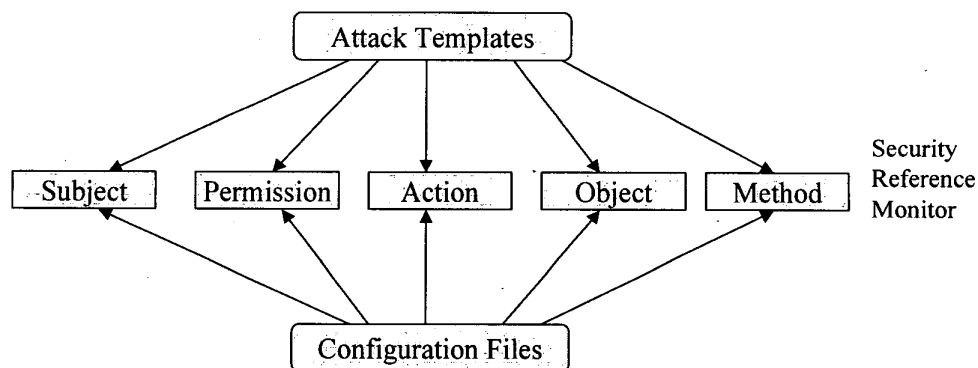 Attack Templates
Subject
Permission
Action
Object
Method
Security
Reference
Monitor
Configuration Files